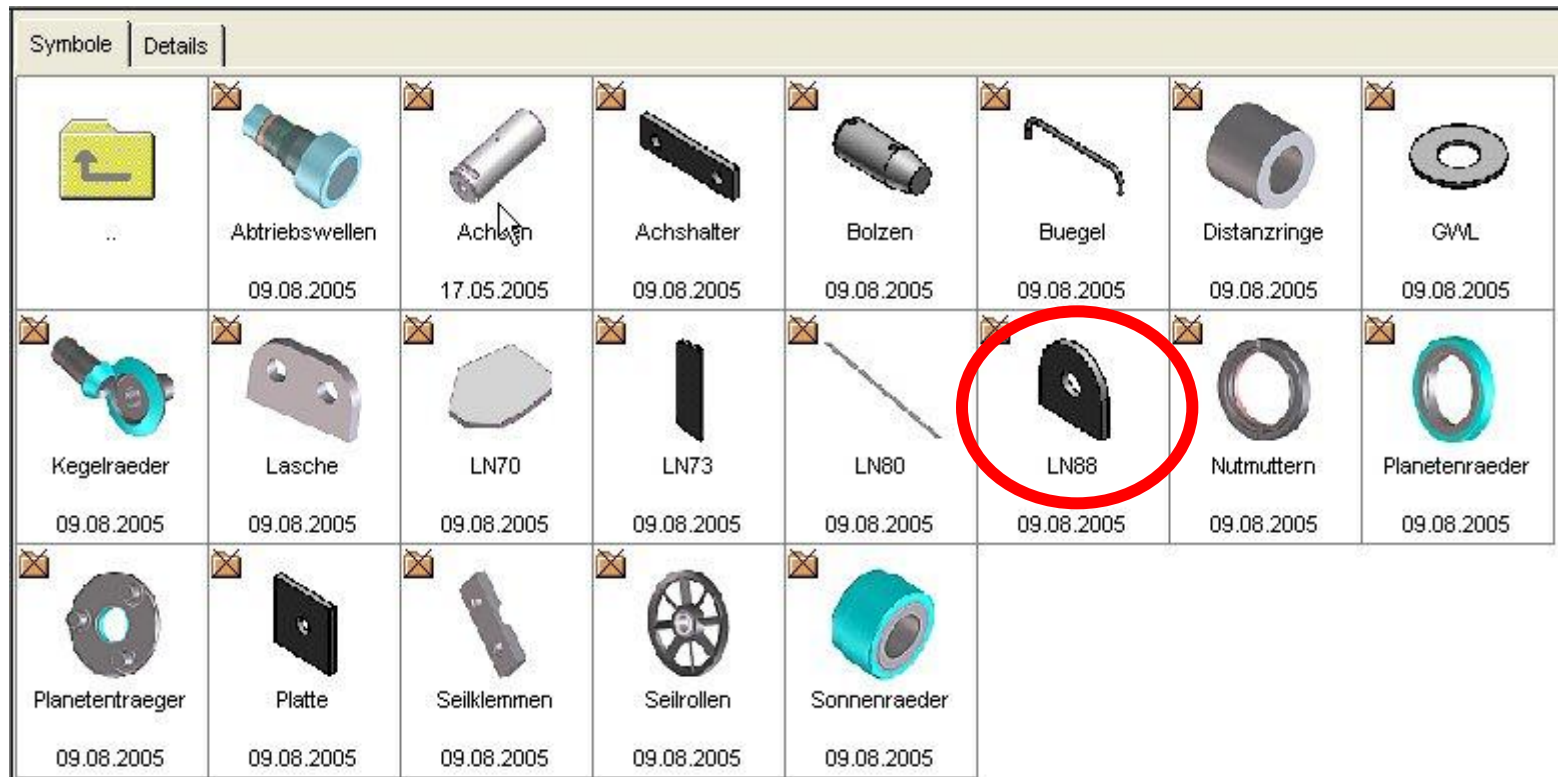 Symbole Details
..
Abtriebswellen
Achshalter
Bolzen
Buegel
Distanzringe
GWL
09.08.2005 17.05.2005 09.08.2005 09.08.2005 09.08.2005 09.08.2005 09.08.2005
Kegelraeder Lasche LN70 LN73 LN80 LN88 Nutmuttern Planetenraeder
09.08.2005 09.08.2005 09.08.2005 09.08.2005 09.08.2005 09.08.2005 09.08.2005 09.08.2005
Planetentraeger Platte Seilklemmen Seilrollen Sonnenraeder
09.08.2005 09.08.2005 09.08.2005 09.08.2005 09.08.2005